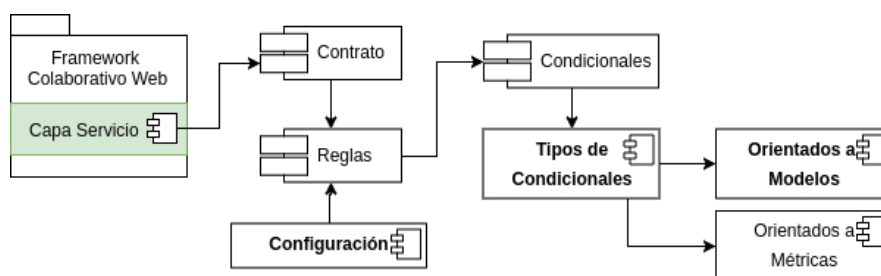 Framework
Colaborativo Web
Capa Servicio
Contrato
Reglas
Configuración
Condicionales
Tipos de
Condicionales
Orientados a
Modelos
Orientados a
Métricas